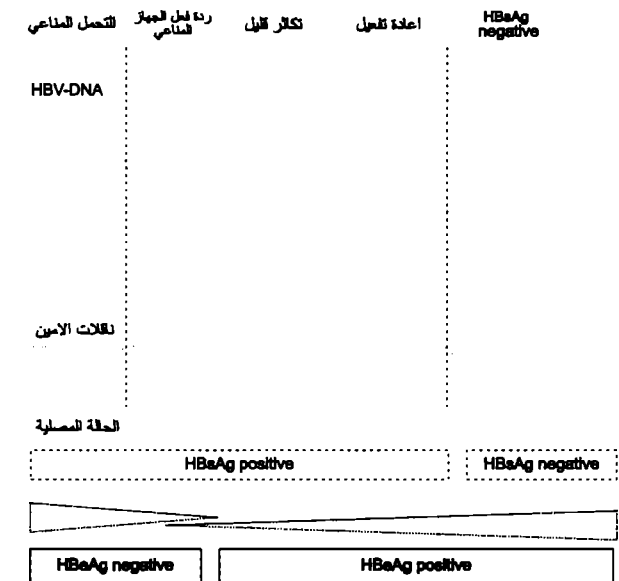 التحمل المناعي
ردة فعل الجهاز
المناعي
تكاثر قليل
اعادة تفعيل
HBsAg
negative
HBV-DNA
ناقلات الامين
الحالة المصلية
HBsAg positive
HBsAg negative
HBeAg negative
HBeAg positive